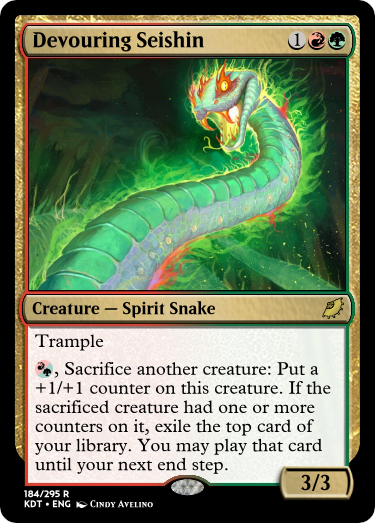 Devouring Seishin 1
Creature — Spirit Snake
Trample
, Sacrifice another creature: Put a
+1/+1 counter on this creature. If the
sacrificed creature had one or more
counters on it, exile the top card of
your library. You may play that card
until your next end step.
3/3
184/295 R
KDT • ENG Cindy Avelino